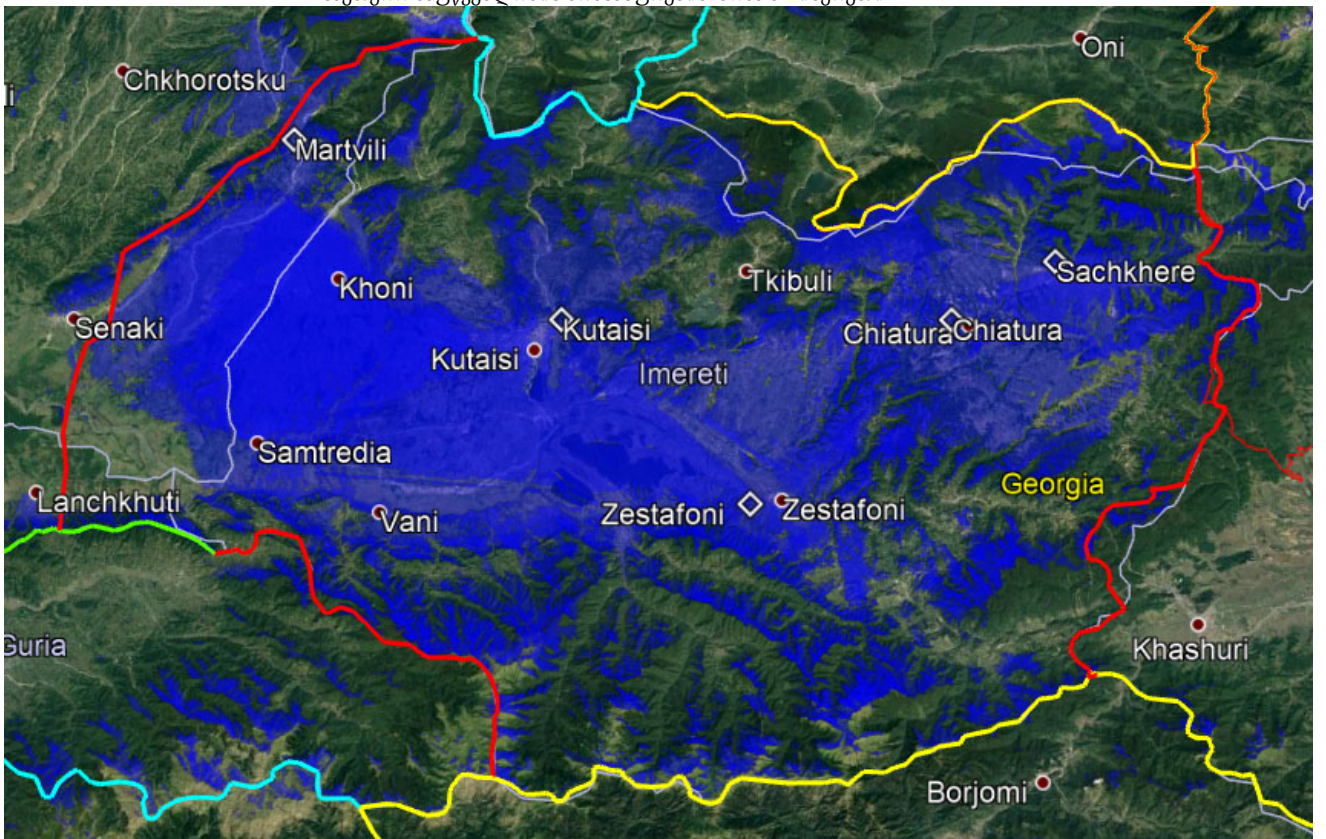 Oni
Chkhorotsku
Martvili
Khoni
Tkibuli
Sachkhere
Senaki
Kutaisi
Chiatura
Chiatura
Kutaisi
Imereti
Samtredia
Georgia
Lanchkhuti
Vani
Zestafoni
Zestafoni
Guria
Khashuri
Borjomi